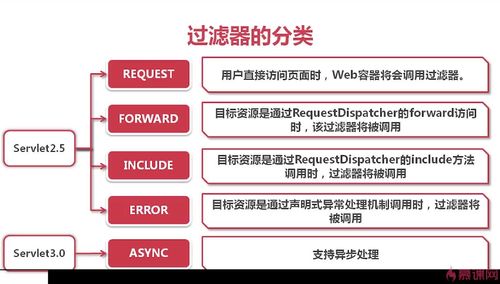 过滤器的分类
Servlet2.5
REQUEST
用户直接访问页面时，Web容器将会调用过滤器。
FORWARD
目标资源是通过RequestDispatcher的forward访问
时，该过滤器将被调用
INCLUDE
目标资源是通过RequestDispatcher的include方法
调用时，过滤器将被调用
ERROR
目标资源是通过声明式异常处理机制调用时，过滤器将
被调用
Servlet3.0
ASYNC
支持异步处理
慕课网